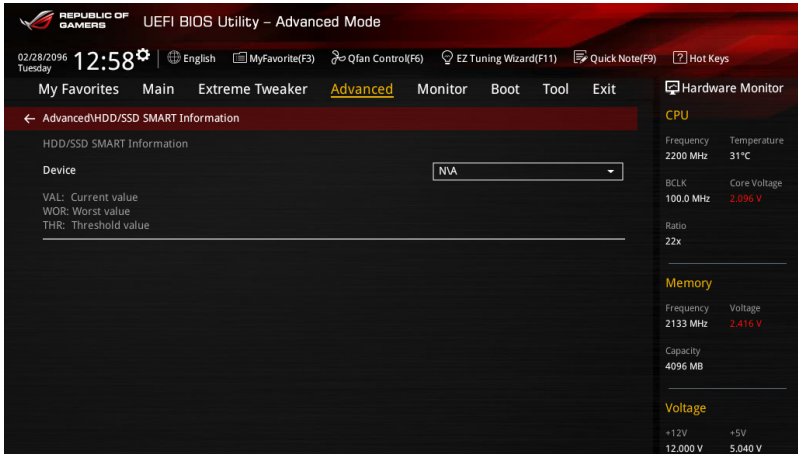 REPUBLIC OF
GAMERS
UEFI BIOS Utility – Advanced Mode
02/28/2096
Tuesday
12:58
English
MyFavorite(F3)
Qfan Control(F6)
EZ Tuning Wizard(F11)
Quick Note(F9)
? Hot Keys
My Favorites
Main
Extreme Tweaker
Advanced
Monitor
Boot
Tool
Exit
Hardware Monitor
← Advanced\HDD/SSD SMART Information
HDD/SSD SMART Information
Device
N\A
VAL: Current value
WOR: Worst value
THR: Threshold value
CPU
Frequency Temperature
2200 MHz 31°C
BCLK Core Voltage
100.0 MHz 2.096 V
Ratio
22x
Memory
Frequency Voltage
2133 MHz 2.416 V
Capacity
4096 MB
Voltage
+12V +5V
12.000 V 5.040 V